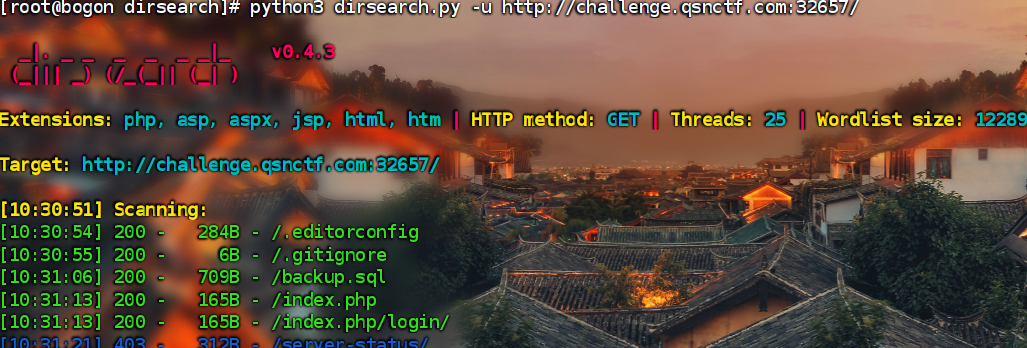 [root@bogon dirsearch]# python3 dirsearch.py -u http://challenge.qsnctf.com:32657/
v0.4.3
Extensions: php, asp, aspx, jsp, html, htm | HTTP method: GET | Threads: 25 | Wordlist size: 12289
Target: http://challenge.qsnctf.com:32657/
[10:30:51] Scanning:
[10:30:54] 200 -   284B - /.editorconfig
[10:30:55] 200 -     6B - /.gitignore
[10:31:06] 200 -   709B - /backup.sql
[10:31:13] 200 -   165B - /index.php
[10:31:13] 200 -   165B - /index.php/login/
[10:31:21] 403 -   312B - /server-status/